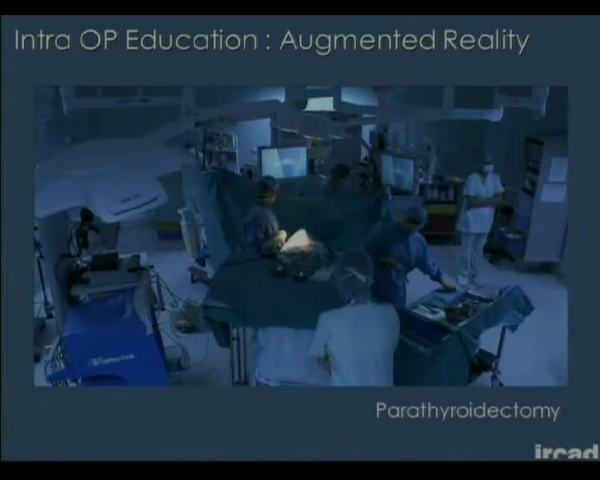 Intra OP Education : Augmented Reality
Parathyroidectomy
ircad